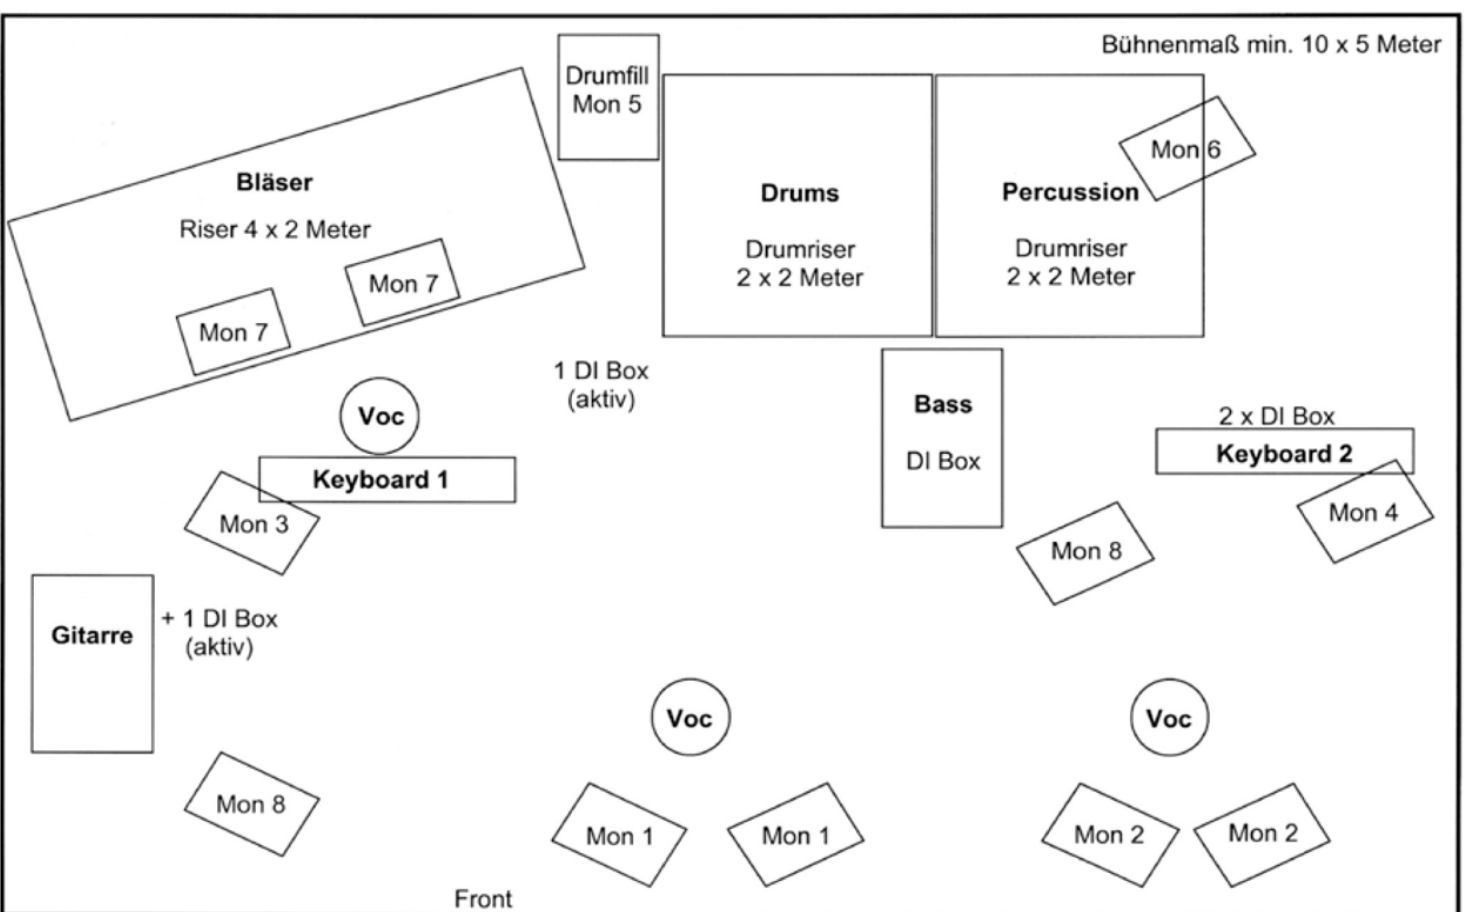 Bühnenmaß min. 10 x 5 Meter
Drumfill
Mon 5
Mon 6
Bläser
Riser 4 x 2 Meter
Mon 7
Mon 7
Drums
Drumriser
2 x 2 Meter
Percussion
Drumriser
2 x 2 Meter
1 DI Box
(aktiv)
Voc
Keyboard 1
Mon 3
Bass
DI Box
2 x DI Box
Keyboard 2
Mon 4
Mon 8
Gitarre
+ 1 DI Box
(aktiv)
Voc
Voc
Mon 8
Mon 1
Mon 1
Mon 2
Mon 2
Front